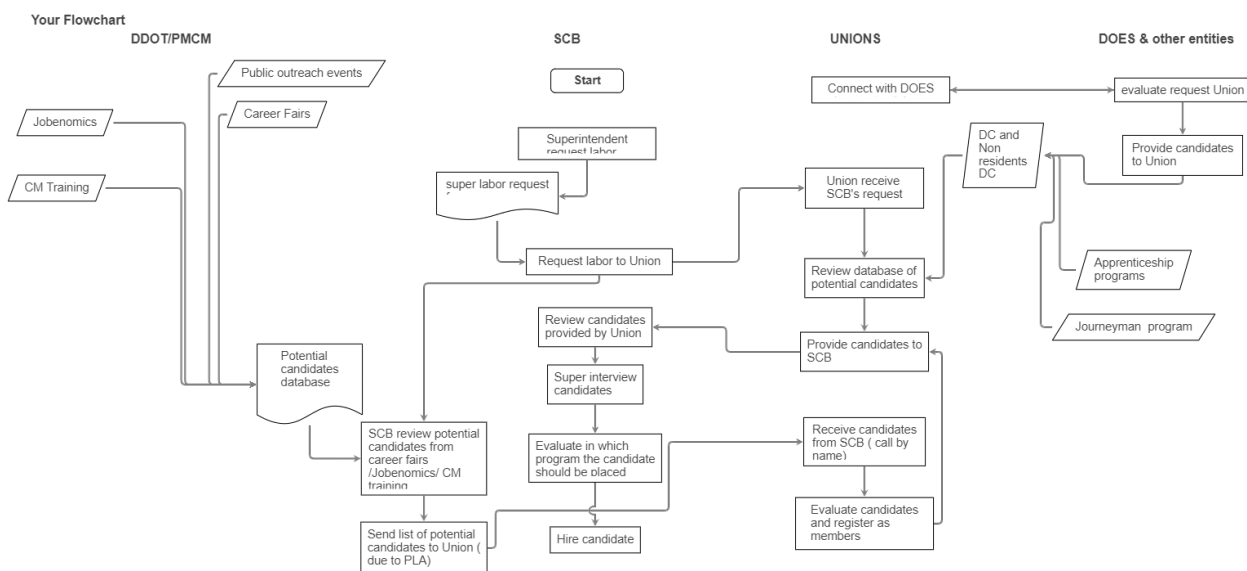 Your Flowchart
DDOT/PMCM
SCB
UNIONS
DOES & other entities
Public outreach events
Career Fairs
Jobenomics
CM Training
Potential
candidates
database
Start
Superintendent
request labor
super labor request
Request labor to Union
SCB review potential
candidates from
career fairs
/Jobenomics/ CM
training
Send list of potential
candidates to Union (
due to PLA)
Review candidates
provided by Union
Super interview
candidates
Evaluate in which
program the candidate
should be placed
Hire candidate
Connect with DOES
Union receive
SCB's request
Review database of
potential candidates
Provide candidates to
SCB
Receive candidates
from SCB ( call by
name)
Evaluate candidates
and register as
members
evaluate request Union
Provide candidates
to Union
DC and
Non
residents
DC
Apprenticeship
programs
Journeyman program